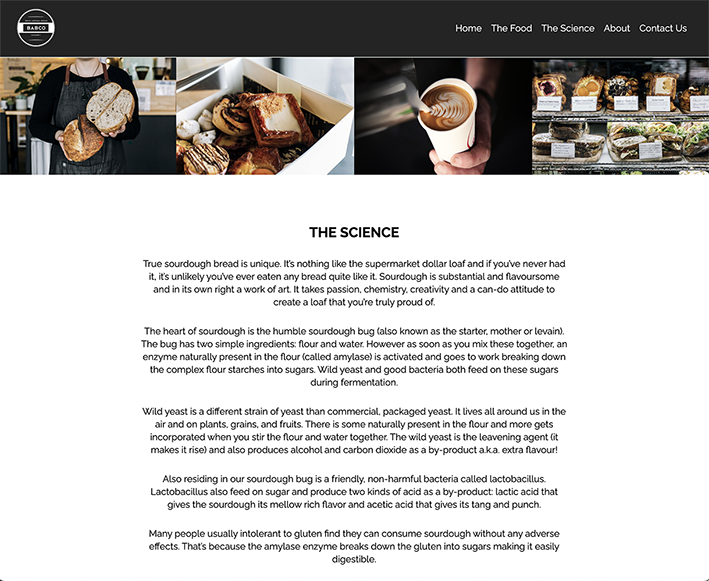 BABCO
Home The Food The Science About Contact Us
THE SCIENCE
True sourdough bread is unique. It's nothing like the supermarket dollar loaf and if you've never had
it, it's unlikely you've ever eaten any bread quite like it. Sourdough is substantial and flavoursome
and in its own right a work of art. It takes passion, chemistry, creativity and a can-do attitude to
create a loaf that you're truly proud of.
The heart of sourdough is the humble sourdough bug (also known as the starter, mother or levain).
The bug has two simple ingredients: flour and water. However as soon as you mix these together, an
enzyme naturally present in the flour (called amylase) is activated and goes to work breaking down
the complex flour starches into sugars. Wild yeast and good bacteria both feed on these sugars
during fermentation.
Wild yeast is a different strain of yeast than commercial, packaged yeast. It lives all around us in the
air and on plants, grains, and fruits. There is some naturally present in the flour and more gets
incorporated when you stir the flour and water together. The wild yeast is the leavening agent (it
makes it rise) and also produces alcohol and carbon dioxide as a by-product a.k.a. extra flavour!
Also residing in our sourdough bug is a friendly, non-harmful bacteria called lactobacillus.
Lactobacillus also feed on sugar and produce two kinds of acid as a by-product: lactic acid that
gives the sourdough its mellow rich flavor and acetic acid that gives its tang and punch.
Many people usually intolerant to gluten find they can consume sourdough without any adverse
effects. That's because the amylase enzyme breaks down the gluten into sugars making it easily
digestible.